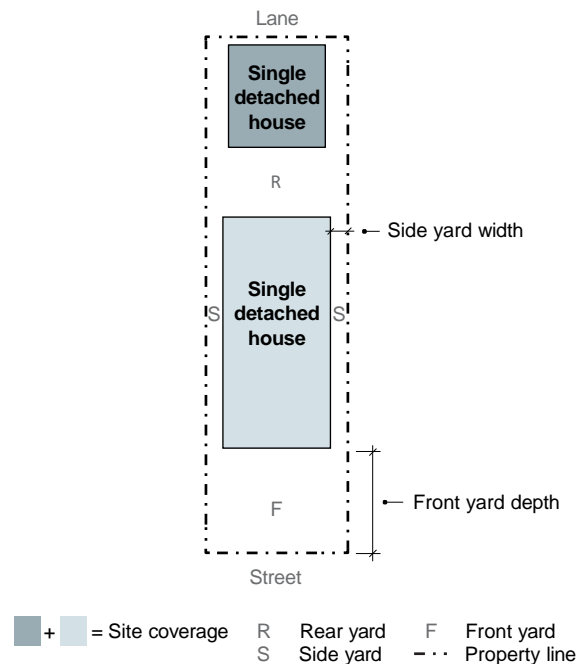 Lane
Single
detached
house
R
Side yard width
Single
detached
house
S
S
Front yard depth
F
Street
+ = Site coverage R Rear yard F Front yard
S Side yard Property line